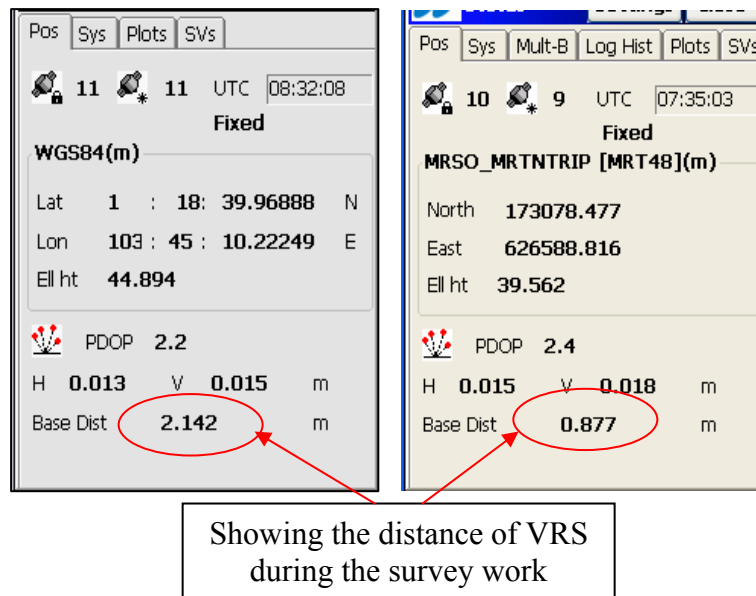 Pos Sys Plots SVs
11 11 UTC 08:32:08
Fixed
WGS84(m)
Lat 1 : 18: 39.96888 N
Lon 103 : 45 : 10.22249 E
Ell ht 44.894
PDOP 2.2
H 0.013 V 0.015 m
Base Dist 2.142 m
Pos Sys Mult-B Log Hist Plots SVs
10 9 UTC 07:35:03
Fixed
MRSO_MRTNTRIP [MRT48](m)
North 173078.477
East 626588.816
Ell ht 39.562
PDOP 2.4
H 0.015 V 0.018 m
Base Dist 0.877 m
Showing the distance of VRS
during the survey work